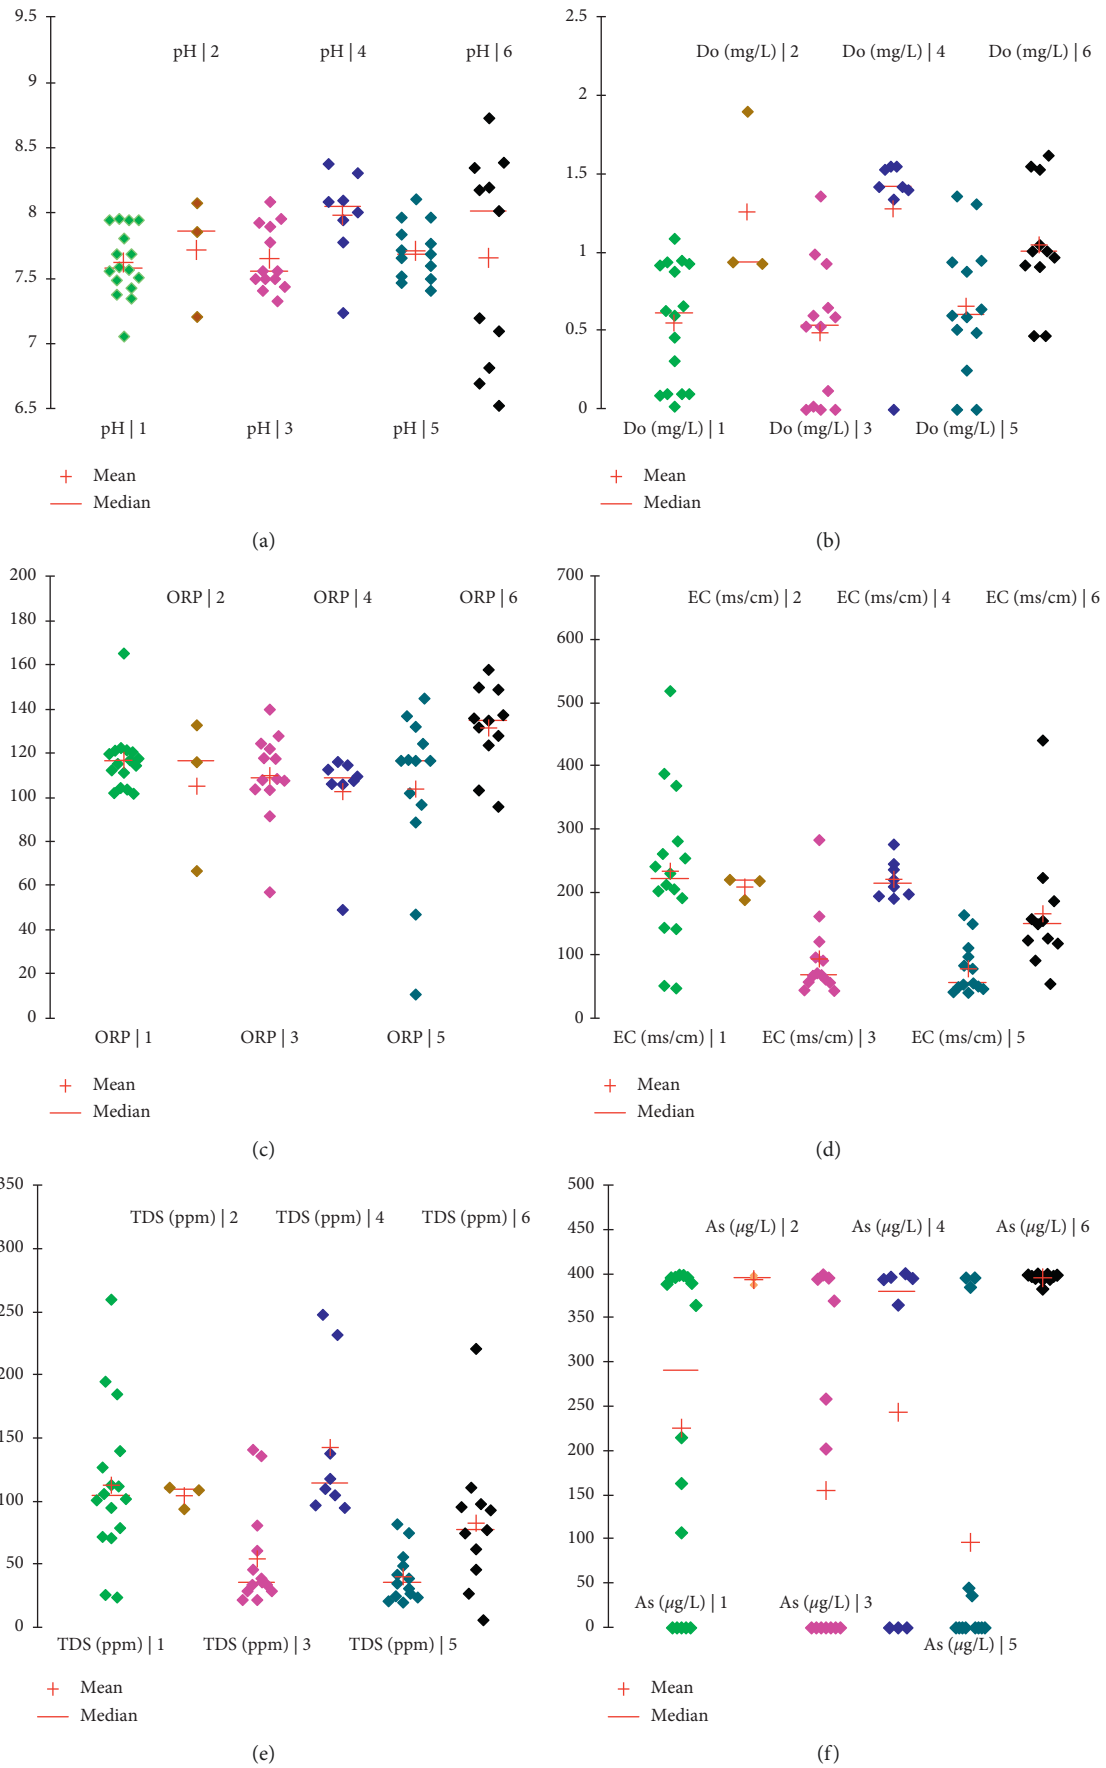 9.5
9
8.5
8
7.5
7
6.5
pH | 2
pH | 4
pH | 6
pH | 1
pH | 3
pH | 5
Mean
Median
(a)
2.5
2
1.5
1
0.5
0
Do (mg/L) | 2
Do (mg/L) | 4
Do (mg/L) | 6
Do (mg/L) | 1
Do (mg/L) | 3
Do (mg/L) | 5
Mean
Median
(b)
200
180
160
140
120
100
80
60
40
20
0
ORP | 2
ORP | 4
ORP | 6
ORP | 1
ORP | 3
ORP | 5
Mean
Median
(c)
700
600
500
400
300
200
100
0
EC (ms/cm) | 2
EC (ms/cm) | 4
EC (ms/cm) | 6
EC (ms/cm) | 1
EC (ms/cm) | 3
EC (ms/cm) | 5
Mean
Median
(d)
350
300
250
200
150
100
50
0
TDS (ppm) | 2
TDS (ppm) | 4
TDS (ppm) | 6
TDS (ppm) | 1
TDS (ppm) | 3
TDS (ppm) | 5
Mean
Median
(e)
500
450
400
350
300
250
200
150
100
50
0
As (µg/L) | 2
As (µg/L) | 4
As (µg/L) | 6
As (µg/L) | 1
As (µg/L) | 3
As (µg/L) | 5
Mean
Median
(f)